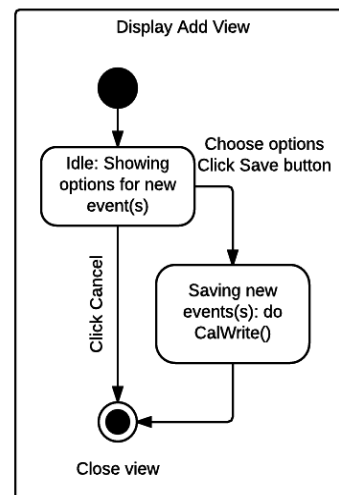 Display Add View
Idle: Showing
options for new
event(s)
Choose options
Click Save button
Click Cancel
Saving new
events(s): do
CalWrite()
Close view